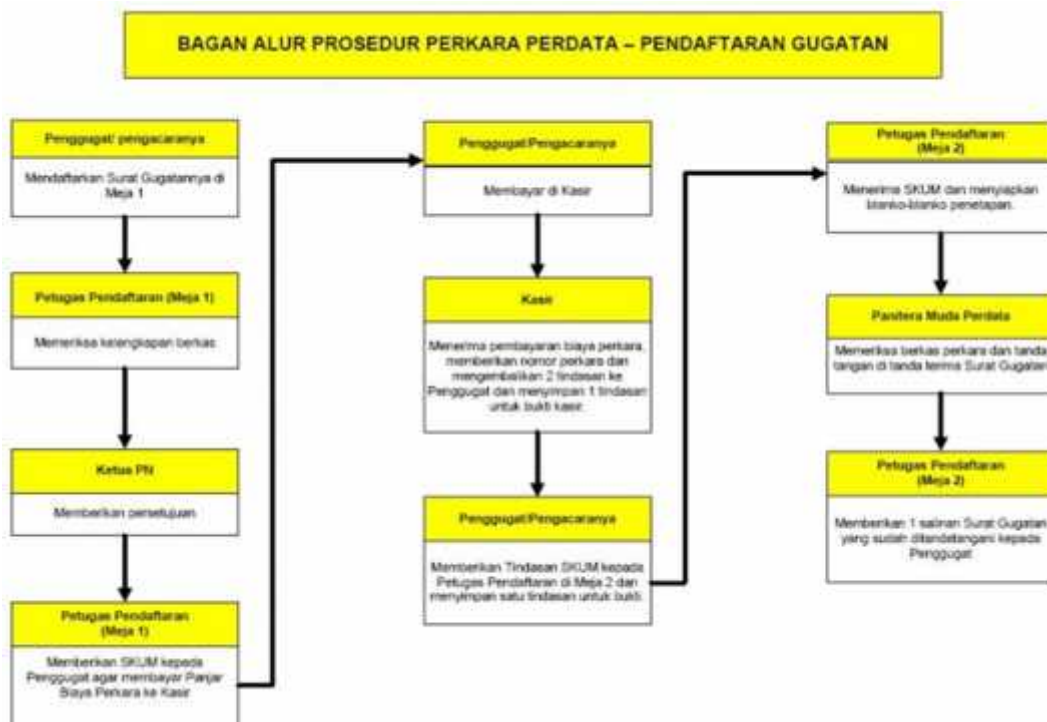 BAGAN ALUR PROSEDUR PERKARA PERDATA – PENDAFTARAN GUGATAN
Penggugat/ pengacaranya
Mendaftarkan Surat Gugatannya di
Meja 1
Petugas Pendaftaran (Meja 1)
Memeriksa kelengkapan berkas
Ketua PN
Memberikan persetujuan
Petugas Pendaftaran
(Meja 1)
Memberikan SKUM kepada
Penggugat agar membayar Panjar
Biaya Perkara ke Kasir
Penggugat/Pengacaranya
Membayar di Kasir
Kasir
Menerima pembayaran biaya perkara,
memberikan nomor perkara dan
mengembalikan 2 tindasan ke
Penggugat dan menyimpan 1 tindasan
untuk bukti kasir.
Penggugat/Pengacaranya
Memberikan Tindasan SKUM kepada
Petugas Pendaftaran di Meja 2 dan
menyimpan satu tindasan untuk bukti.
Petugas Pendaftaran
(Meja 2)
Menerima SKUM dan menyiapkan
blanko-blanko penetapan.
Panitera Muda Perdata
Memeriksa berkas perkara dan tanda
tangan di tanda terima Surat Gugatan
Petugas Pendaftaran
(Meja 2)
Memberikan 1 salinan Surat Gugatan
yang sudah ditandatangani kepada
Penggugat